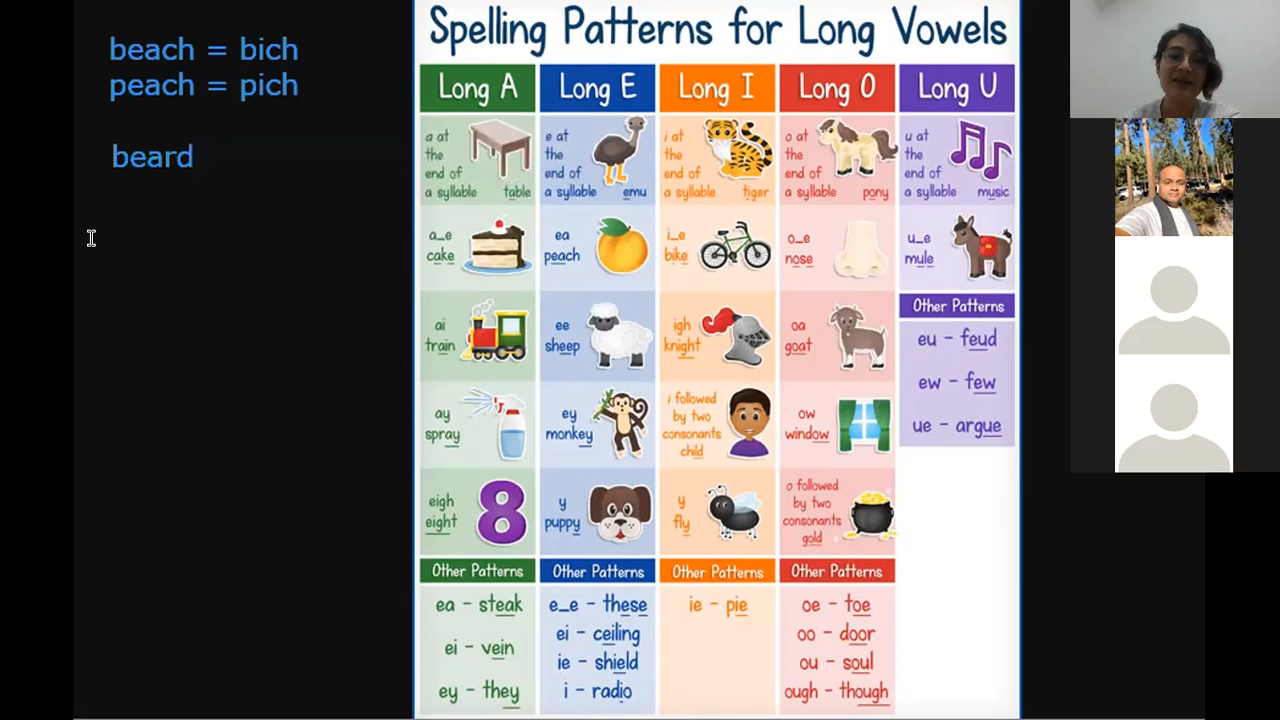 beach = bich
peach = pich
beard
Spelling Patterns for Long Vowels
Long A
a at
the
end of
a syllable table
a_e
cake
ai
train
ay
spray
eigh
eight
8
Other Patterns
ea - steak
ei - vein
ey - they
Long E
e at
the
end of
a syllable emu
ea
peach
ee
sheep
ey
monkey
y
puppy
Other Patterns
e_e - these
ei - ceiling
ie - shield
i - radio
Long I
i at
the
end of
a syllable tiger
i_e
bike
igh
knight
i followed
by two
consonants
child
y
fly
Other Patterns
ie - pie
Long O
o at
the
end of
a syllable pony
o_e
nose
oa
goat
ow
window
o followed
by two
consonants
gold
Other Patterns
oe - toe
oo - door
ou - soul
ough - though
Long U
u at
the
end of
a syllable music
u_e
mule
Other Patterns
eu - feud
ew - few
ue - argue